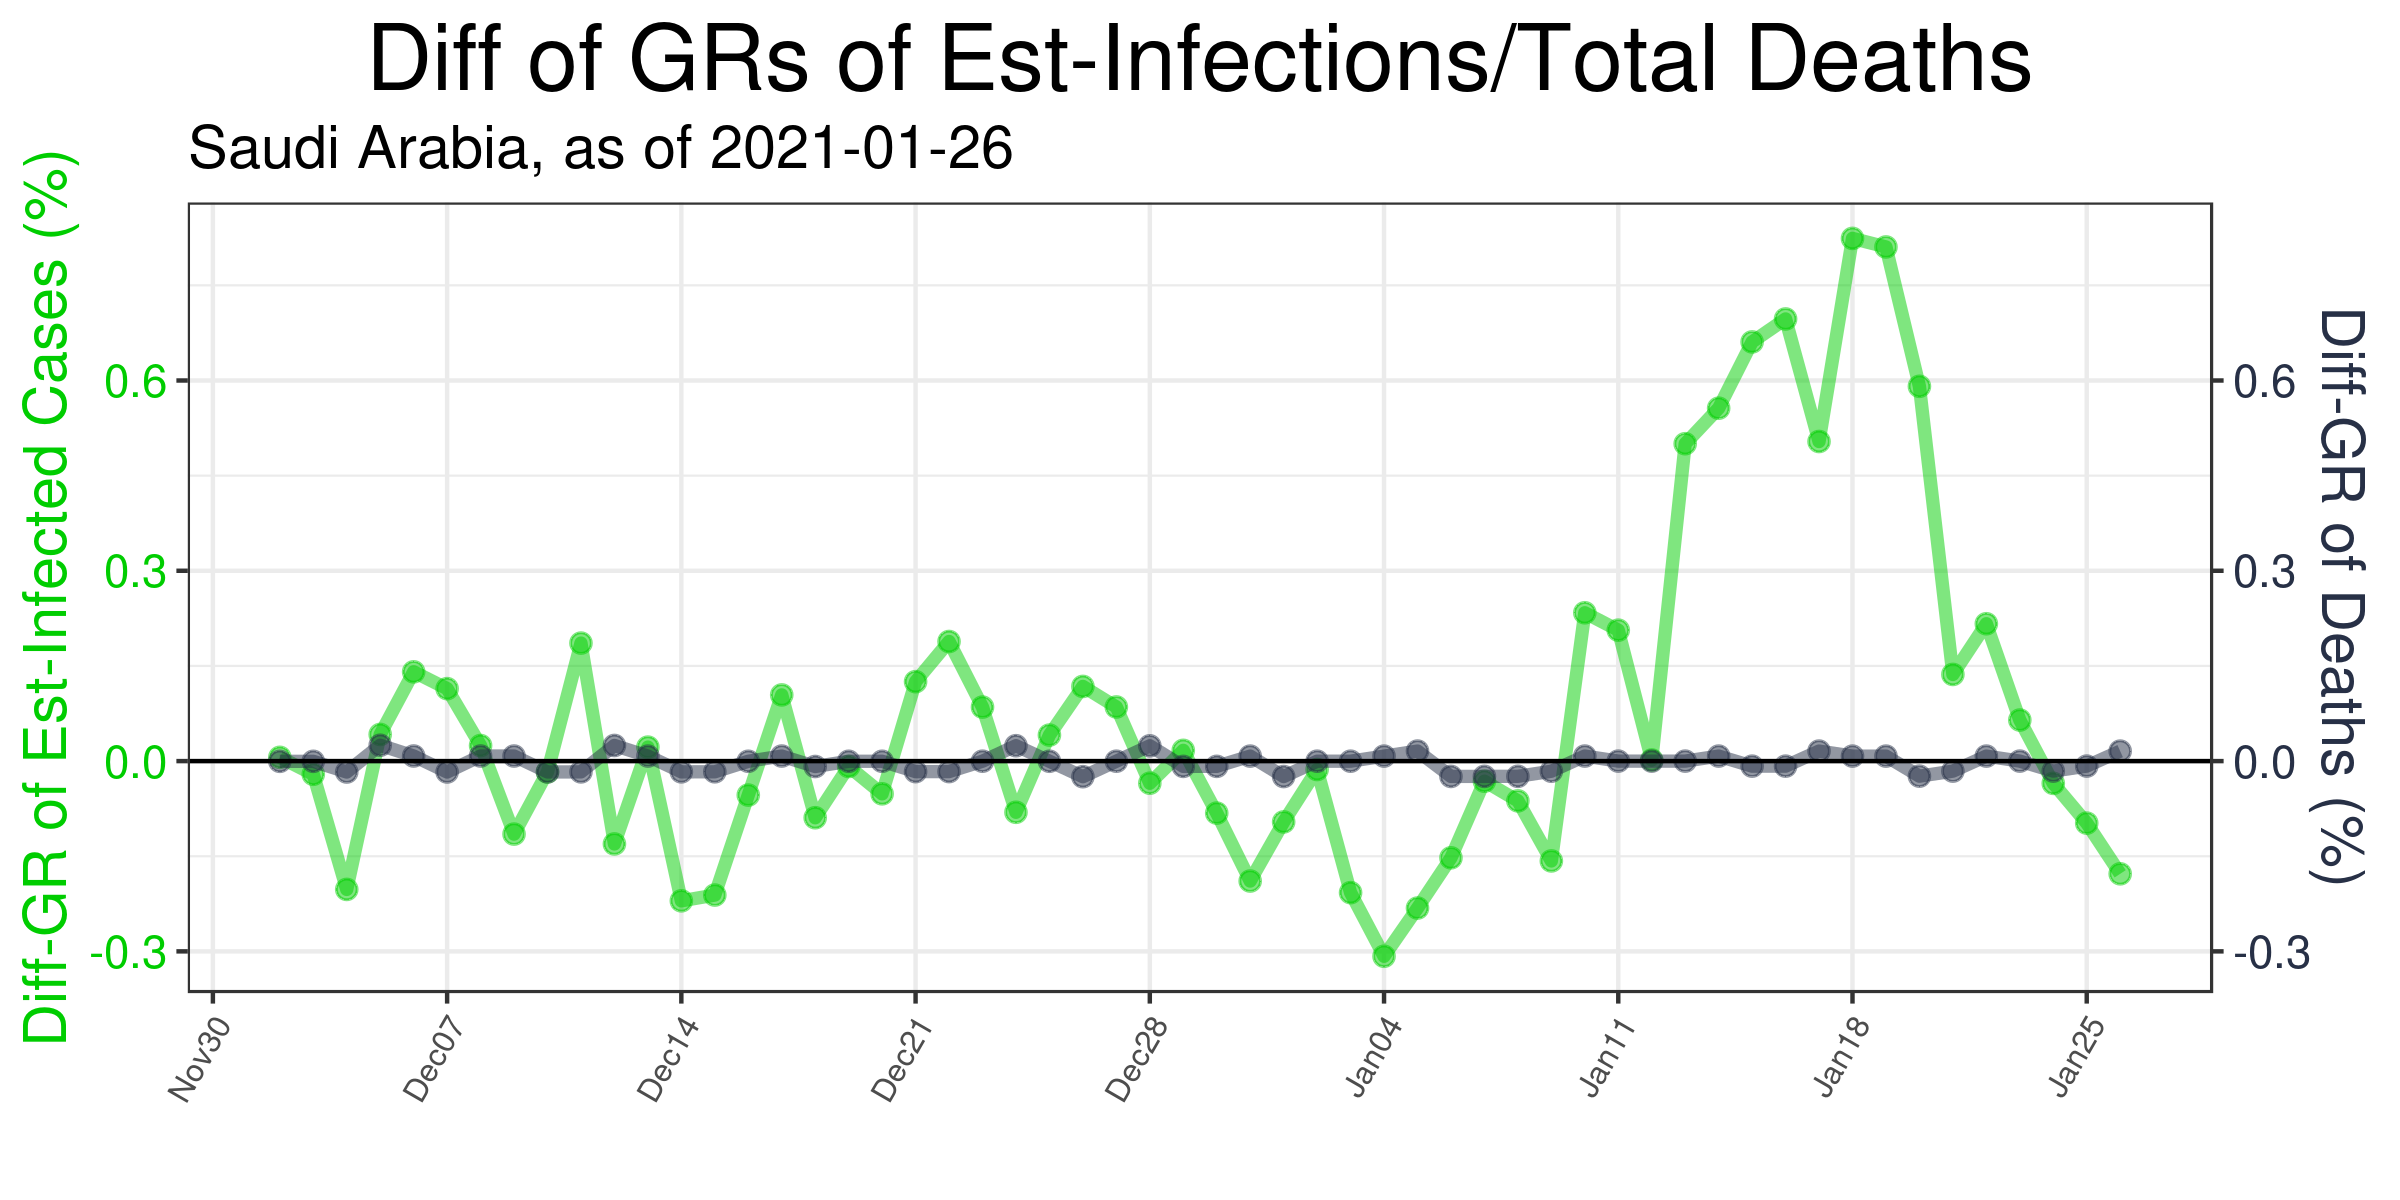 Diff of GRs of Est-Infections/Total Deaths
Saudi Arabia, as of 2021-01-26
Diff-GR of Est-Infected Cases (%)
0.6
0.3
0.0
-0.3
0.6
0.3
0.0
-0.3
Diff-GR of Deaths (%)
Nov30
Dec07
Dec14
Dec21
Dec28
Jan04
Jan11
Jan18
Jan25